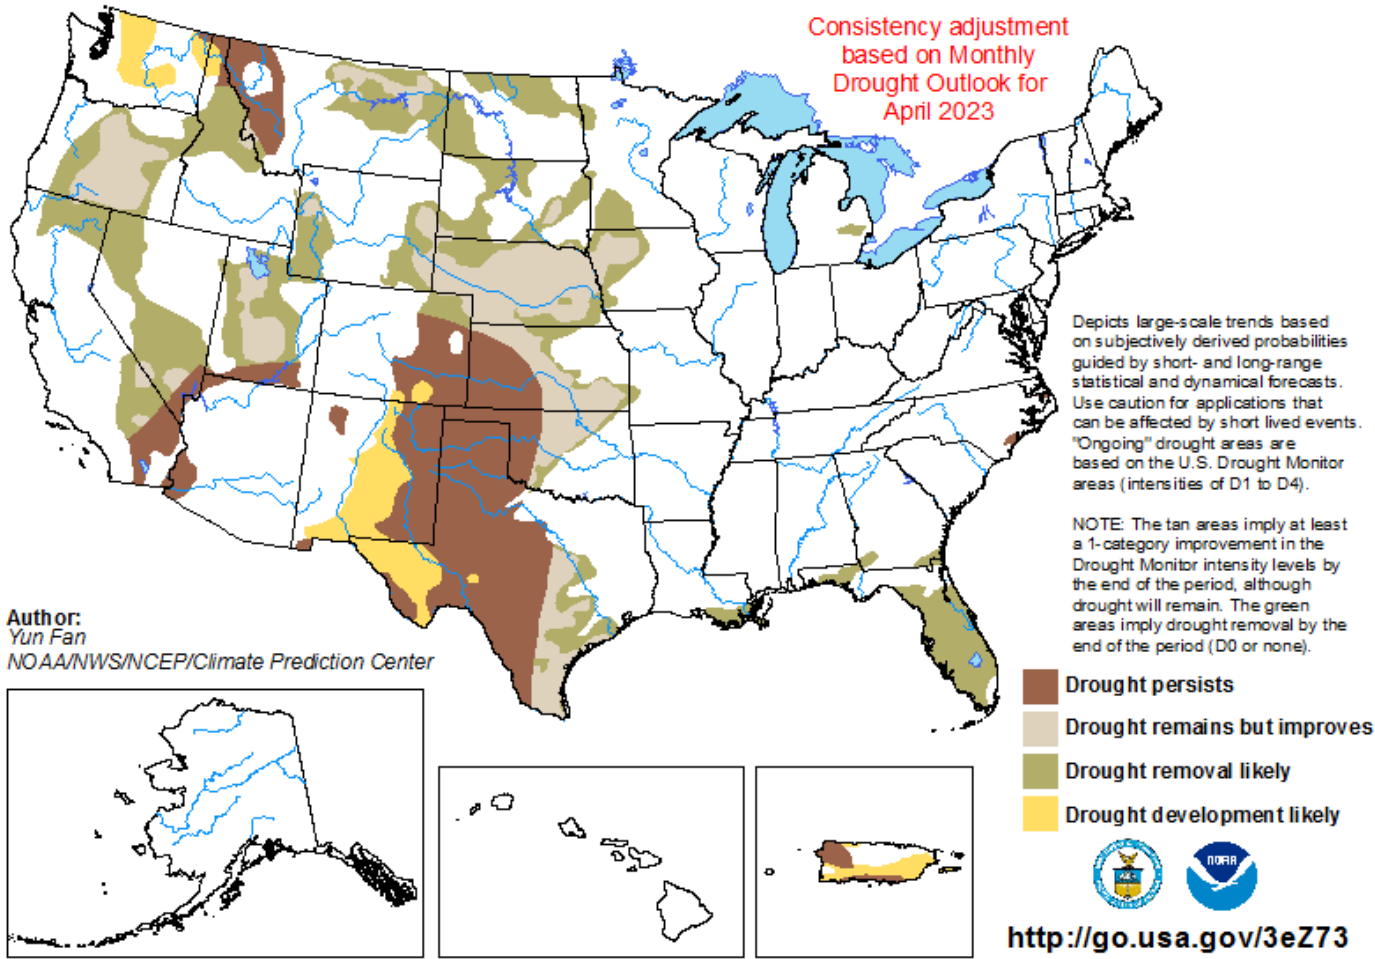 Consistency adjustment
based on Monthly
Drought Outlook for
April 2023
Depicts large-scale trends based
on subjectively derived probabilities
guided by short- and long-range
statistical and dynamical forecasts.
Use caution for applications that
can be affected by short lived events.
"Ongoing" drought areas are
based on the U.S. Drought Monitor
areas (intensities of D1 to D4).
NOTE: The tan areas imply at least
a 1-category improvement in the
Drought Monitor intensity levels by
the end of the period, although
drought will remain. The green
areas imply drought removal by the
end of the period (D0 or none).
Author:
Yun Fan
NOAA/NWS/NCEP/Climate Prediction Center
Drought persists
Drought remains but improves
Drought removal likely
Drought development likely
NOAA
http://go.usa.gov/3eZ73